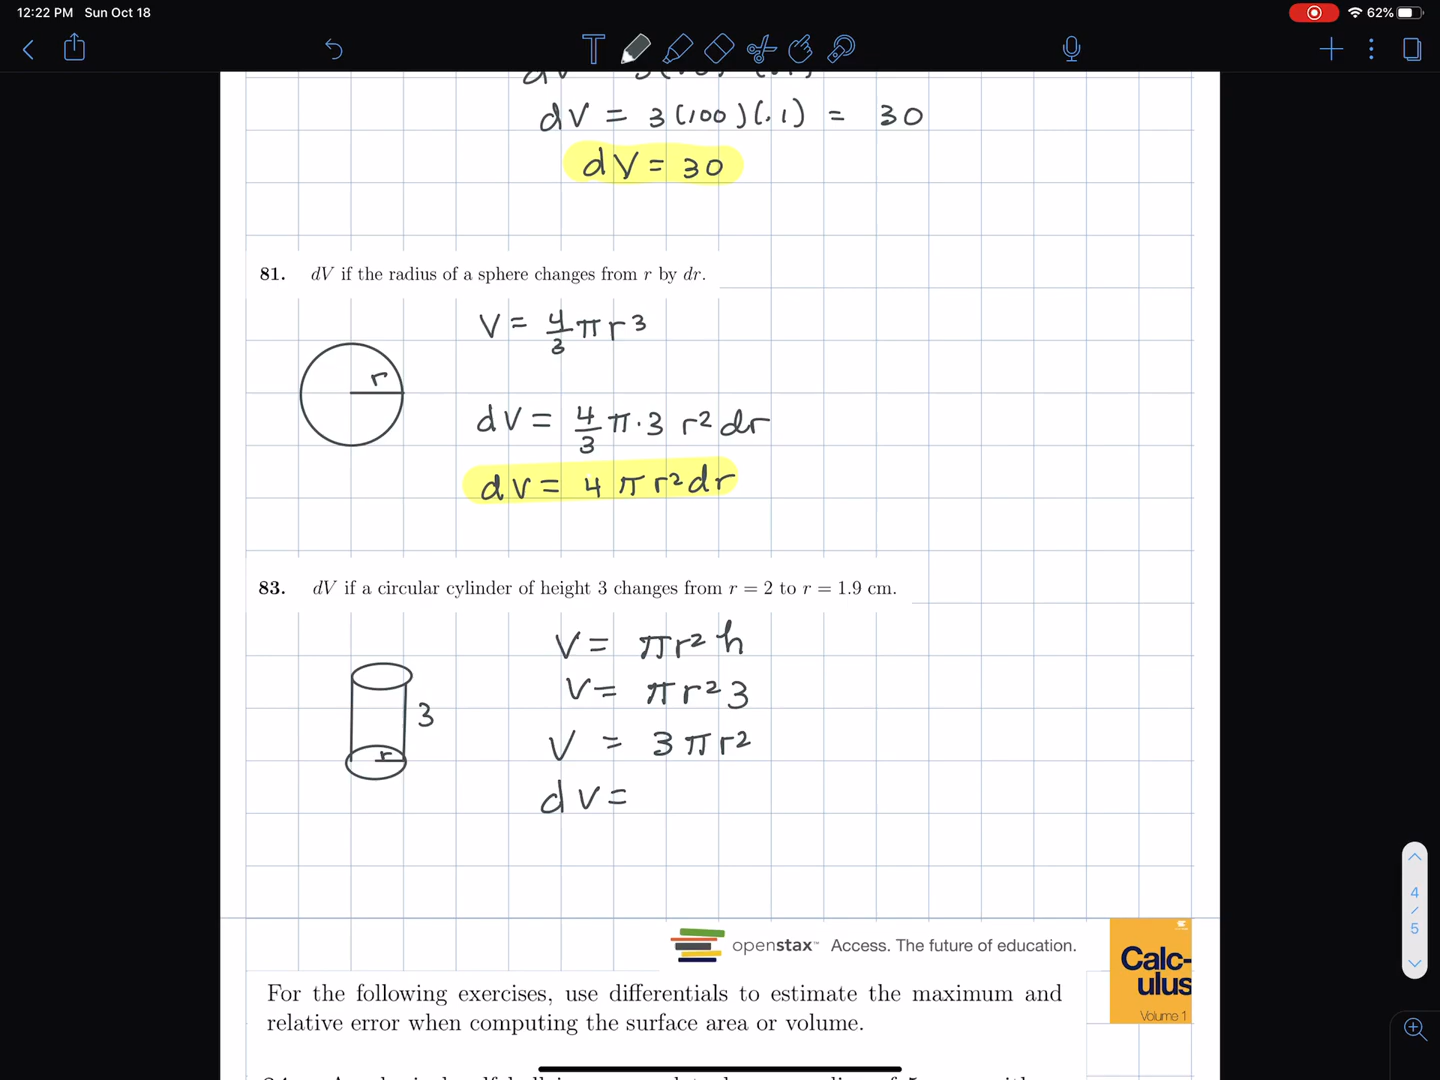 12:22 PM Sun Oct 18
62%
dV = 3(100)(.1) = 30
dV = 30
81. dV if the radius of a sphere changes from r by dr.
V = 4/3 π r³
r
dV = 4/3 π · 3 r² dr
dV = 4 π r² dr
83. dV if a circular cylinder of height 3 changes from r = 2 to r = 1.9 cm.
V = πr² h
V = πr² 3
3
V = 3πr²
r
dV =
4
/
5
openstax™ Access. The future of education.
Calc-
ulus
Volume 1
For the following exercises, use differentials to estimate the maximum and
relative error when computing the surface area or volume.